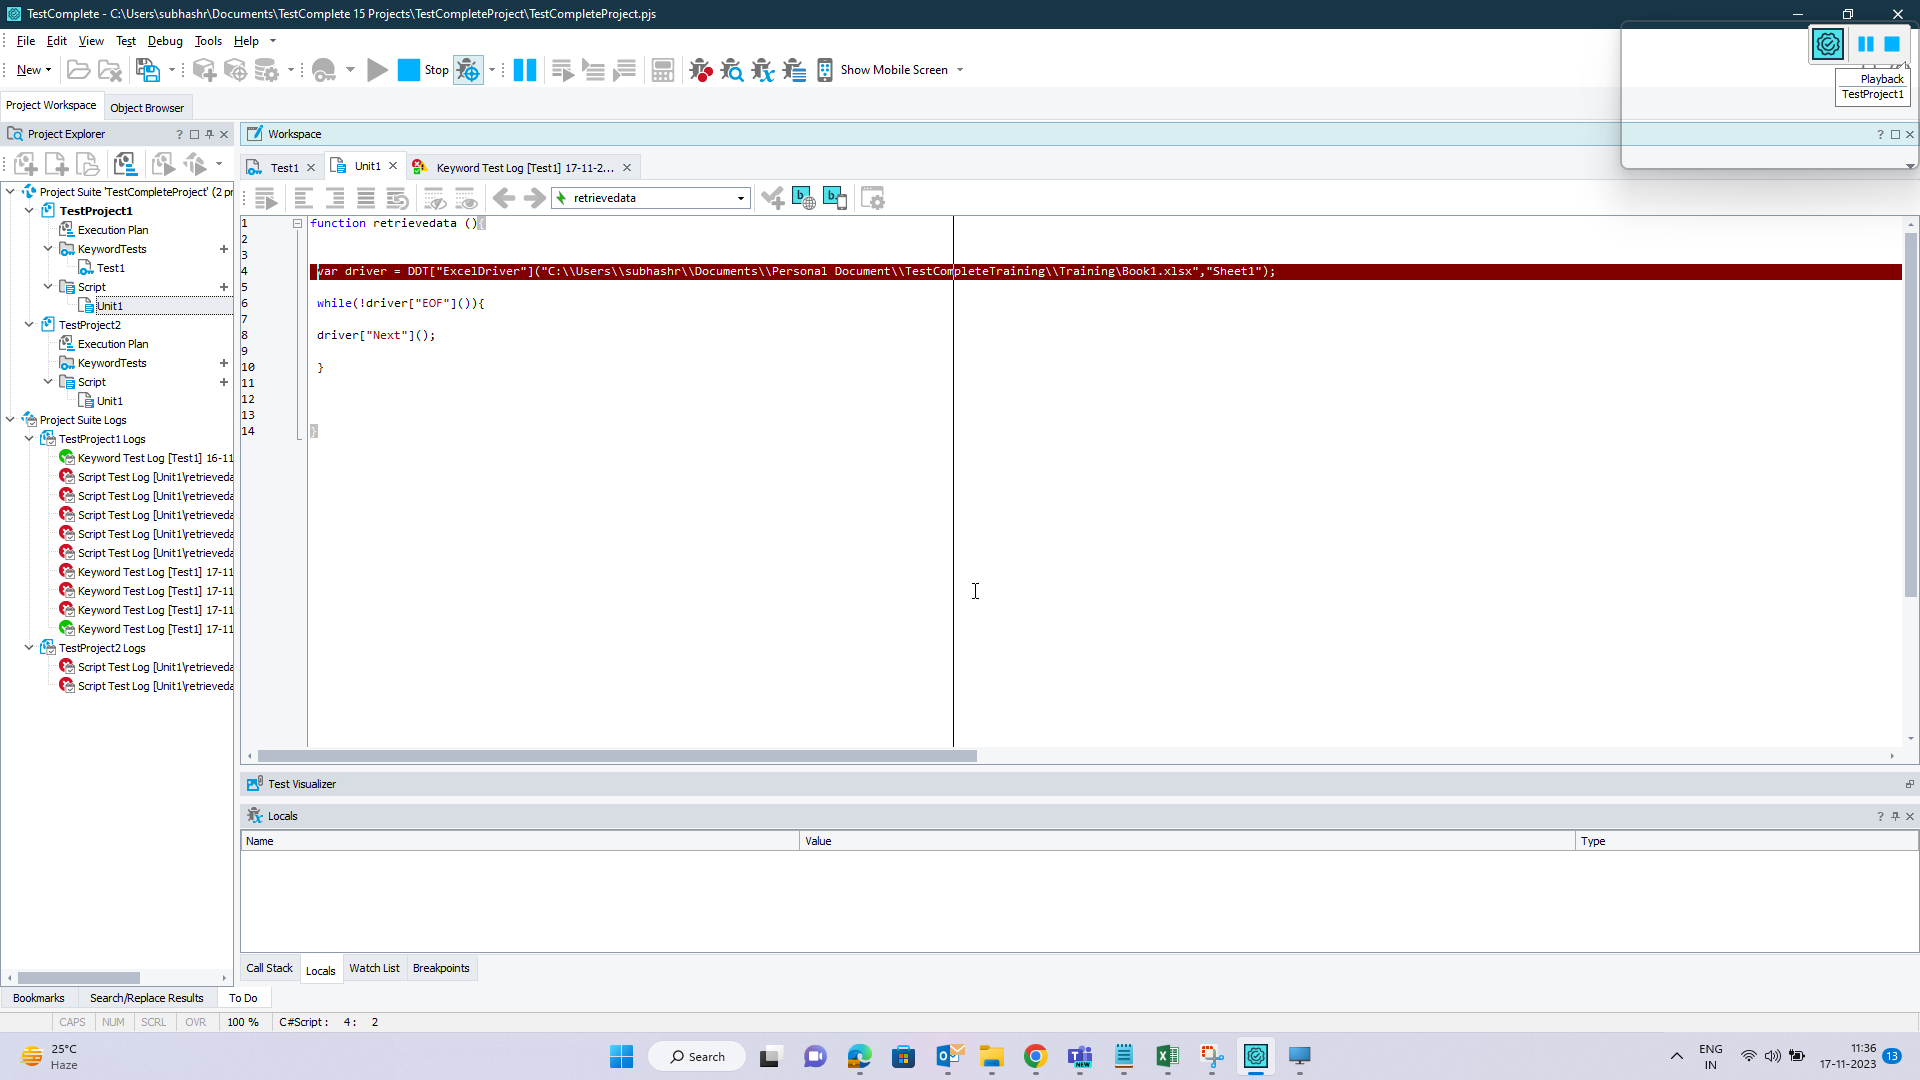 TestComplete - C:\Users\subhashr\Documents\TestComplete 15 Projects\TestCompleteProject\TestCompleteProject.pjs
File Edit View Test Debug Tools Help
New Stop Show Mobile Screen
Playback
TestProject1
Project Workspace Object Browser
Project Explorer ?
Workspace ?
Test1 Unit1 Keyword Test Log [Test1] 17-11-2...
retrievedata
Project Suite 'TestCompleteProject' (2 pr
TestProject1
Execution Plan
KeywordTests +
Test1
Script +
Unit1
TestProject2
Execution Plan
KeywordTests +
Script +
Unit1
Project Suite Logs
TestProject1 Logs
Keyword Test Log [Test1] 16-11
Script Test Log [Unit1\retrieveda
Script Test Log [Unit1\retrieveda
Script Test Log [Unit1\retrieveda
Script Test Log [Unit1\retrieveda
Script Test Log [Unit1\retrieveda
Keyword Test Log [Test1] 17-11
Keyword Test Log [Test1] 17-11
Keyword Test Log [Test1] 17-11
Keyword Test Log [Test1] 17-11
TestProject2 Logs
Script Test Log [Unit1\retrieveda
Script Test Log [Unit1\retrieveda
1 function retrievedata (){
2
3
4 var driver = DDT["ExcelDriver"]("C:\\Users\\subhashr\\Documents\\Personal Document\\TestCompleteTraining\\Training\Book1.xlsx","Sheet1");
5
6 while(!driver["EOF"]()){
7
8 driver["Next"]();
9
10 }
11
12
13
14 }
Test Visualizer
Locals ?
Name Value Type
Call Stack Locals Watch List Breakpoints
Bookmarks Search/Replace Results To Do
CAPS NUM SCRL OVR 100 % C#Script : 4 : 2
25°C
Haze
Search
NEW
ENG
IN
11:36
17-11-2023
13